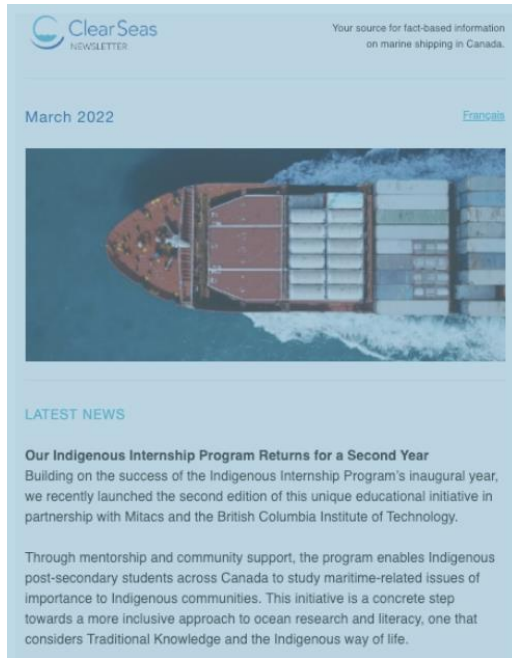 Clear Seas
NEWSLETTER
Your source for fact-based information
on marine shipping in Canada.
March 2022
Français
LATEST NEWS
Our Indigenous Internship Program Returns for a Second Year
Building on the success of the Indigenous Internship Program's inaugural year,
we recently launched the second edition of this unique educational initiative in
partnership with Mitacs and the British Columbia Institute of Technology.
Through mentorship and community support, the program enables Indigenous
post-secondary students across Canada to study maritime-related issues of
importance to Indigenous communities. This initiative is a concrete step
towards a more inclusive approach to ocean research and literacy, one that
considers Traditional Knowledge and the Indigenous way of life.